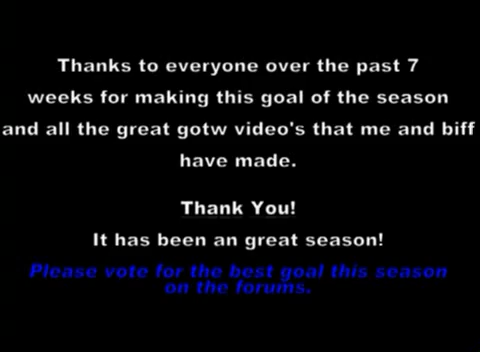 Thanks to everyone over the past 7
weeks for making this goal of the season
and all the great gotw video's that me and biff
have made.
Thank You!
It has been an great season!
Please vote for the best goal this season
on the forums.